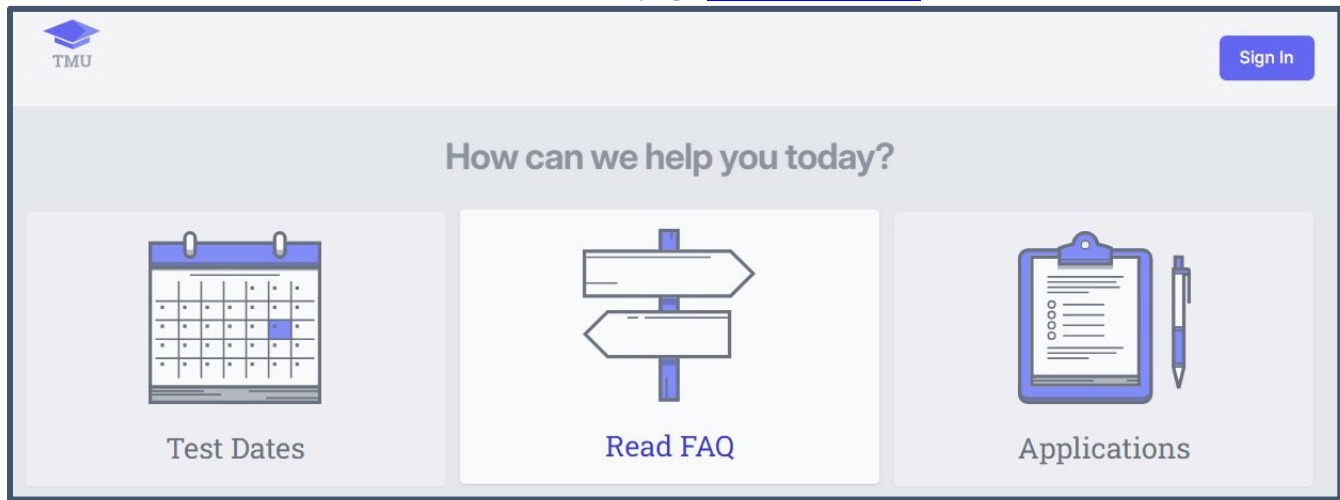 TMU
Sign In
How can we help you today?
Test Dates
Read FAQ
Applications